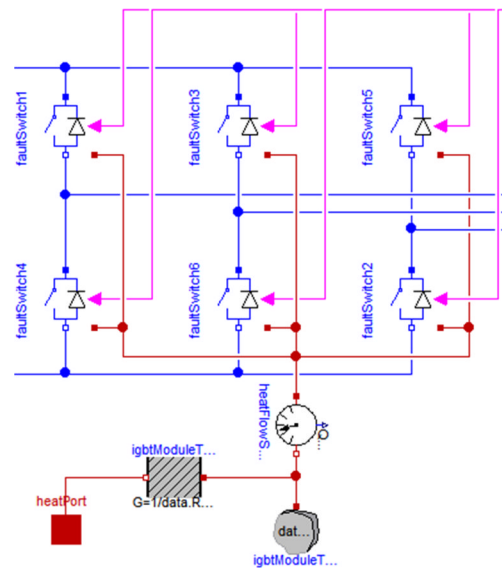 faultSwitch1
faultSwitch3
faultSwitch5
faultSwitch4
faultSwitch6
faultSwitch2
heatFlowS...
Q...
igbtModuleT...
heatPort
G=1/data.R...
dat...
igbtModuleT...